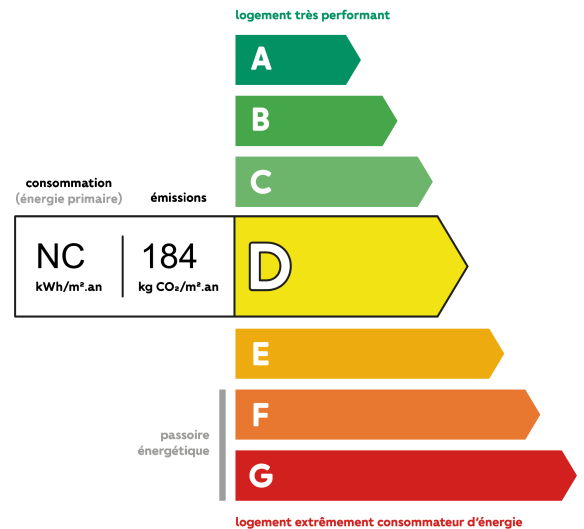 logement très performant
A
B
C
consommation
(énergie primaire)
émissions
NC
184
kWh/m².an
kg CO₂/m².an
D
E
F
passoire
énergétique
G
logement extrêmement consommateur d'énergie